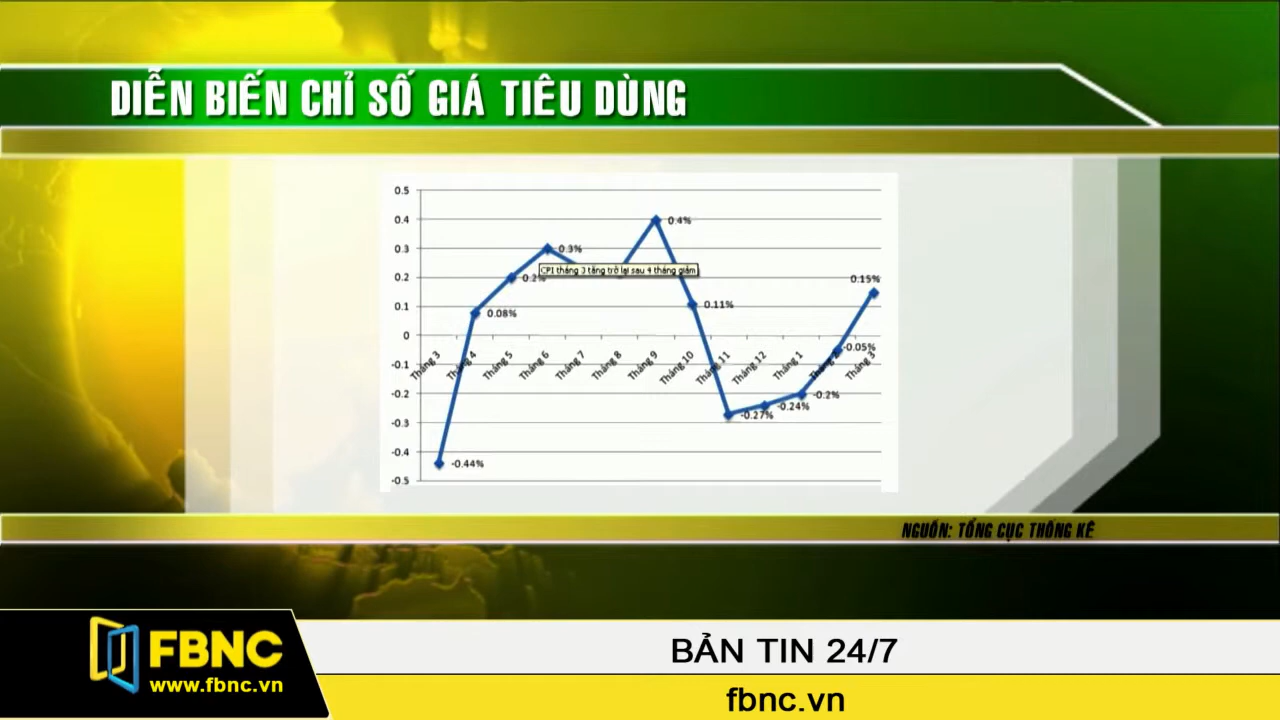 DIỄN BIẾN CHỈ SỐ GIÁ TIÊU DÙNG
0.5
0.4
0.3
0.2
0.1
0
-0.1
-0.2
-0.3
-0.4
-0.5
-0.44%
0.08%
0.2%
0.3%
0.4%
0.11%
-0.27%
-0.24%
-0.2%
-0.05%
0.15%
CPI tháng 3 tăng trở lại sau 4 tháng giảm
Tháng 3
Tháng 4
Tháng 5
Tháng 6
Tháng 7
Tháng 8
Tháng 9
Tháng 10
Tháng 11
Tháng 12
Tháng 1
Tháng 2
Tháng 3
NGUỒN: TỔNG CỤC THỐNG KÊ
FBNC
www.fbnc.vn
BẢN TIN 24/7
fbnc.vn